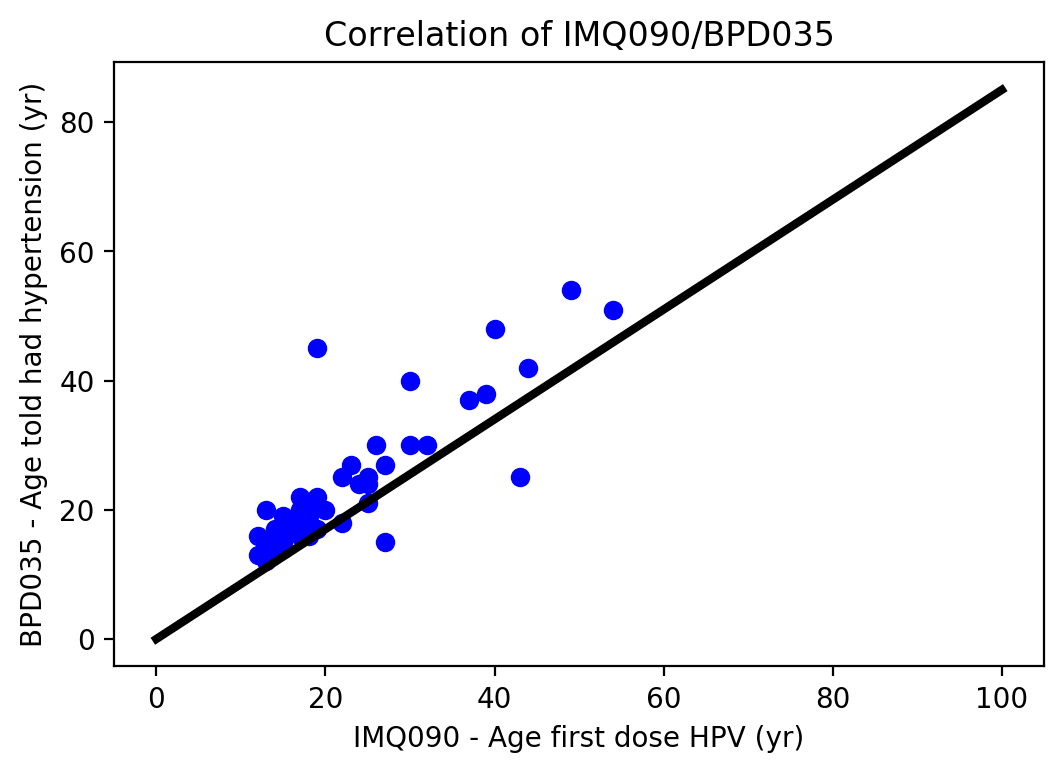 Correlation of IMQ090/BPD035
BPD035 - Age told had hypertension (yr)
80
60
40
20
0
0 20 40 60 80 100
IMQ090 - Age first dose HPV (yr)